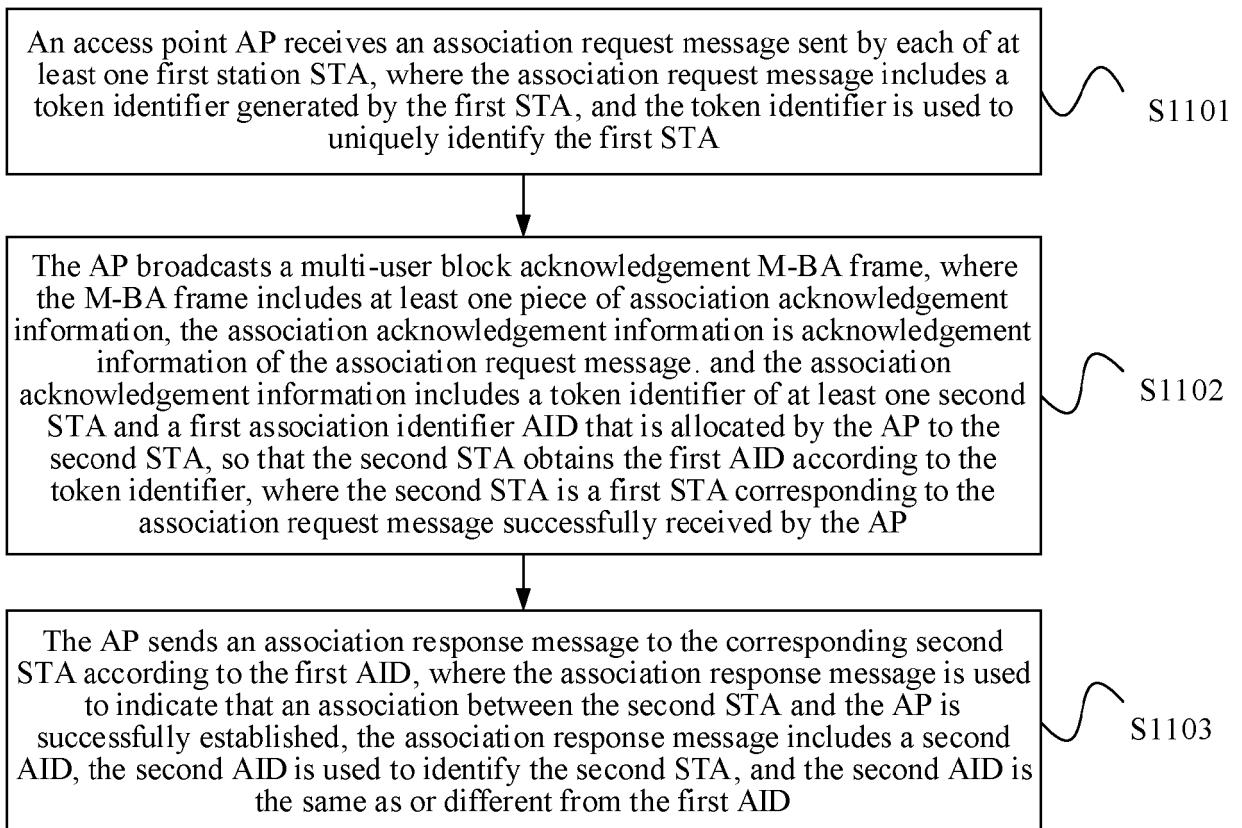 An access point AP receives an association request message sent by each of at
least one first station STA, where the association request message includes a
token identifier generated by the first STA, and the token identifier is used to
uniquely identify the first STA
S1101
The AP broadcasts a multi-user block acknowledgement M-BA frame, where
the M-BA frame includes at least one piece of association acknowledgement
information, the association acknowledgement information is acknowledgement
information of the association request message. and the association
acknowledgement information includes a token identifier of at least one second
STA and a first association identifier AID that is allocated by the AP to the
second STA, so that the second STA obtains the first AID according to the
token identifier, where the second STA is a first STA corresponding to the
association request message successfully received by the AP
S1102
The AP sends an association response message to the corresponding second
STA according to the first AID, where the association response message is used
to indicate that an association between the second STA and the AP is
successfully established, the association response message includes a second
AID, the second AID is used to identify the second STA, and the second AID is
the same as or different from the first AID
S1103